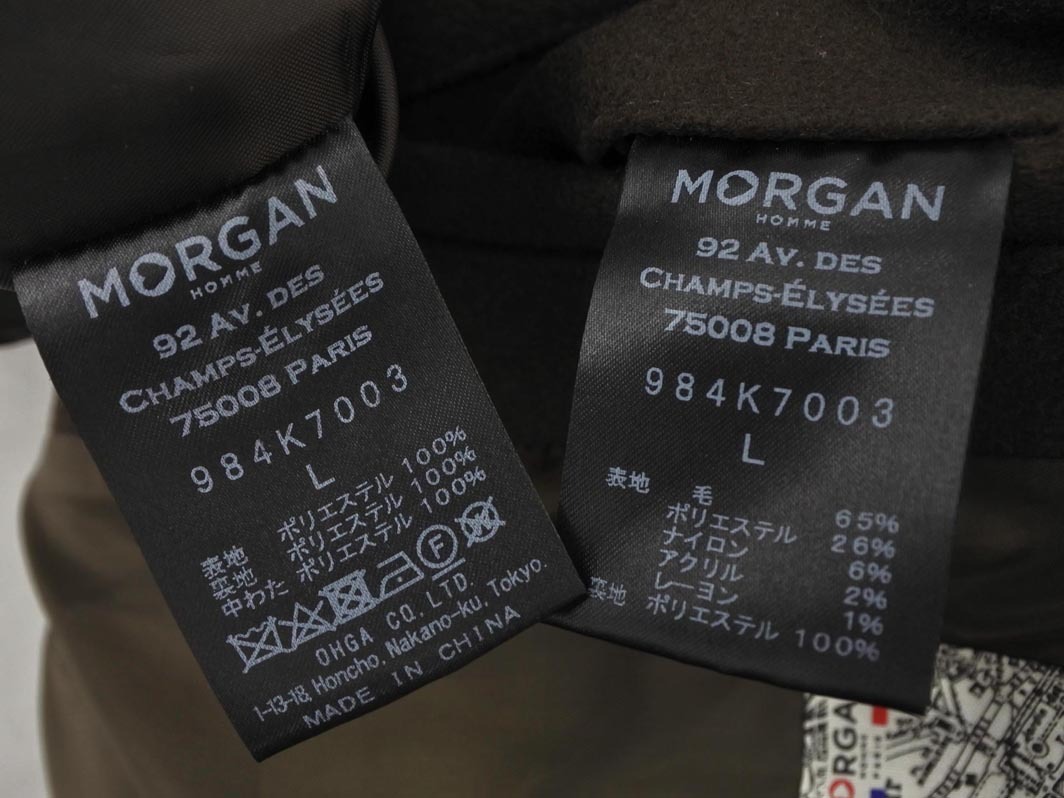 MORGAN
HOMME
92 AV. DES
CHAMPS-ÉLYSÉES
75008 PARIS
984K7003
L
表地 ポリエステル 100%
裏地 ポリエステル 100%
中わた ポリエステル 100%
F
W
OHGA CO. LTD.
1-13-18, Honcho, Nakano-ku, Tokyo.
MADE IN CHINA
MORGAN
HOMME
92 AV. DES
CHAMPS-ÉLYSÉES
75008 PARIS
984K7003
L
表地 毛 65%
ポリエステル 26%
ナイロン 6%
アクリル 2%
レーヨン 1%
裏地 ポリエステル 100%
MORGAN
HOMME
PARIS